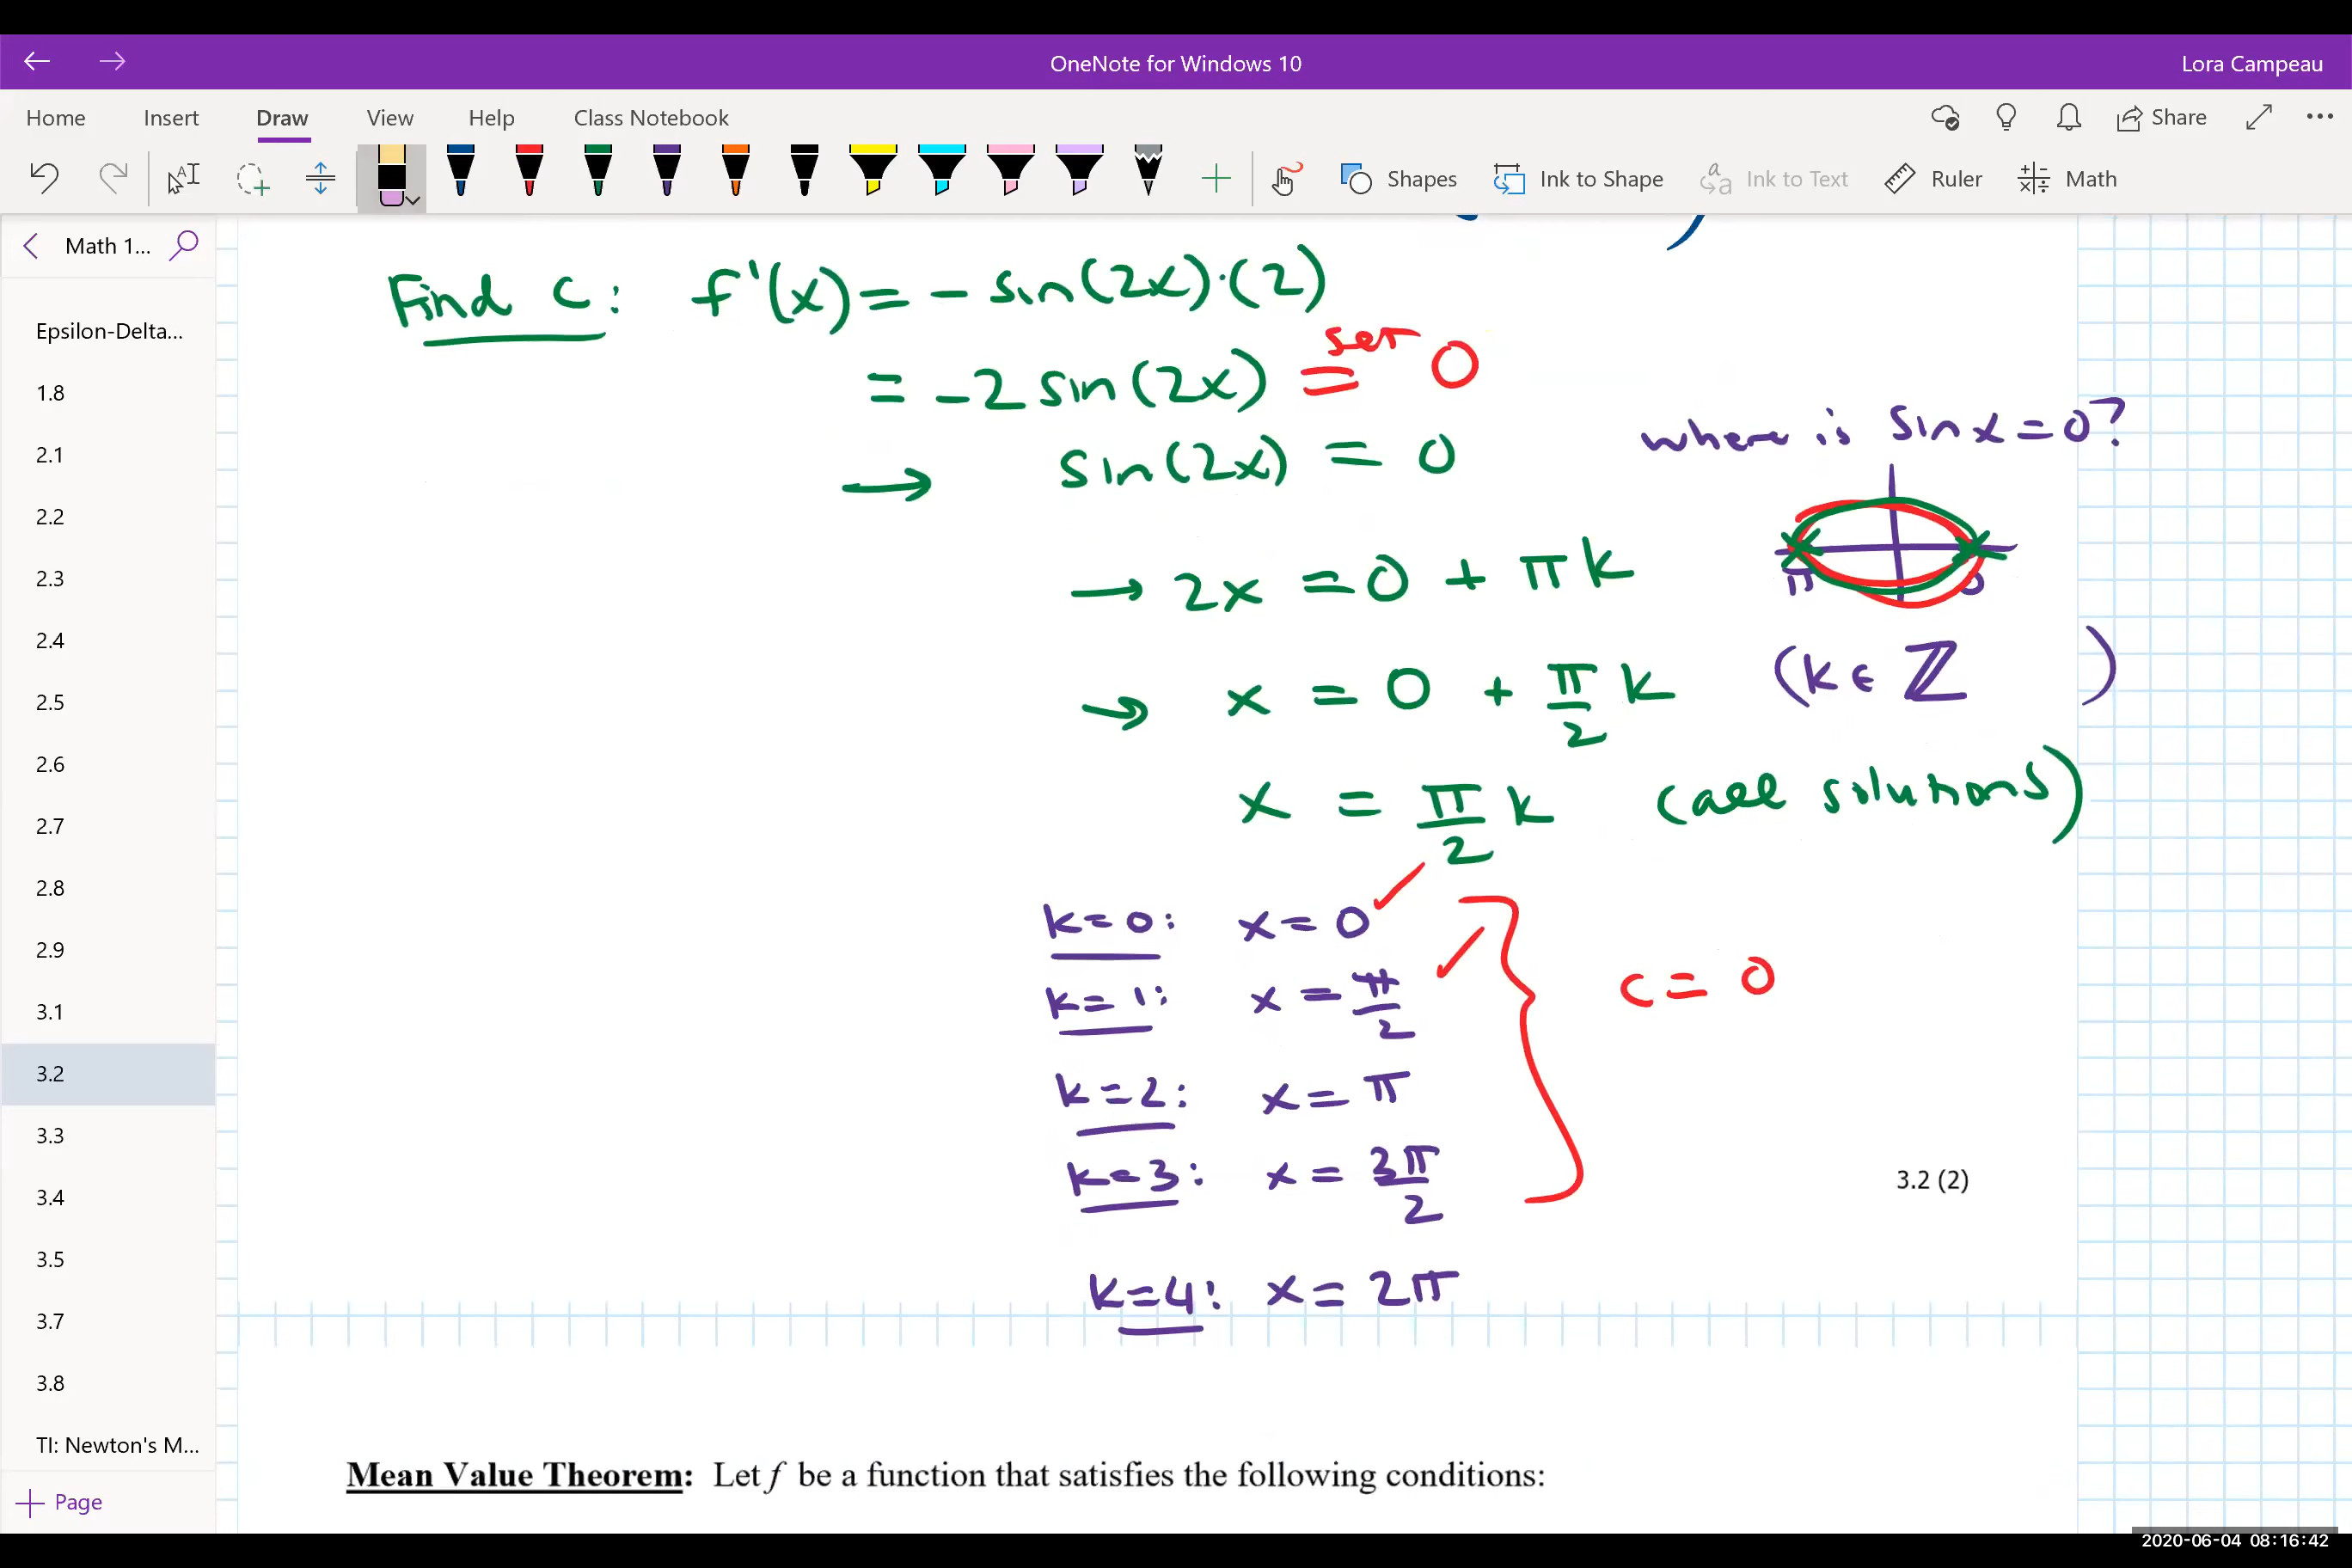 OneNote for Windows 10
Lora Campeau
Home Insert Draw View Help Class Notebook Share
Shapes Ink to Shape Ink to Text Ruler Math
Math 1...
Epsilon-Delta...
1.8
2.1
2.2
2.3
2.4
2.5
2.6
2.7
2.8
2.9
3.1
3.2
3.3
3.4
3.5
3.7
3.8
TI: Newton's M...
Page
Find c: f'(x) = - sin(2x)·(2)
= -2 sin(2x) set = 0
→ sin(2x) = 0
where is sin x = 0?
π 0
→ 2x = 0 + πk
→ x = 0 + π/2 k (k ∈ ℤ )
x = π/2 k (all solutions)
k=0: x = 0 ✓
k=1: x = π/2 ✓
c = 0
k=2: x = π
k=3: x = 3π/2
3.2 (2)
k=4: x = 2π
Mean Value Theorem: Let f be a function that satisfies the following conditions:
2020-06-04 08:16:42